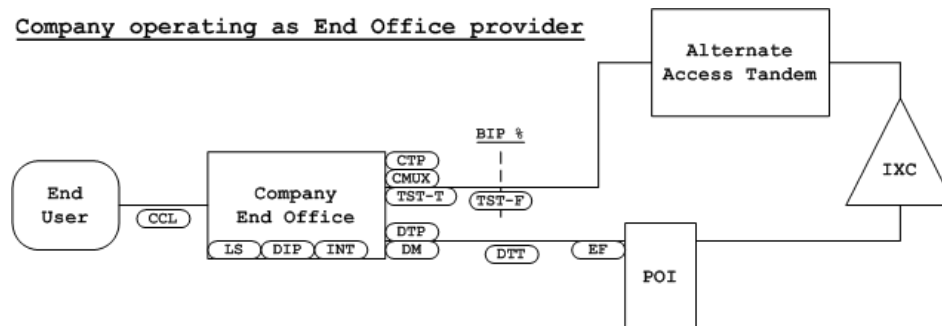 Company operating as End Office provider
Alternate
Access Tandem
BIP %
CTP
CMUX
TST-T
TST-F
IXC
End
User
CCL
Company
End Office
LS
DIP
INT
DTP
DM
DTT
EF
POI